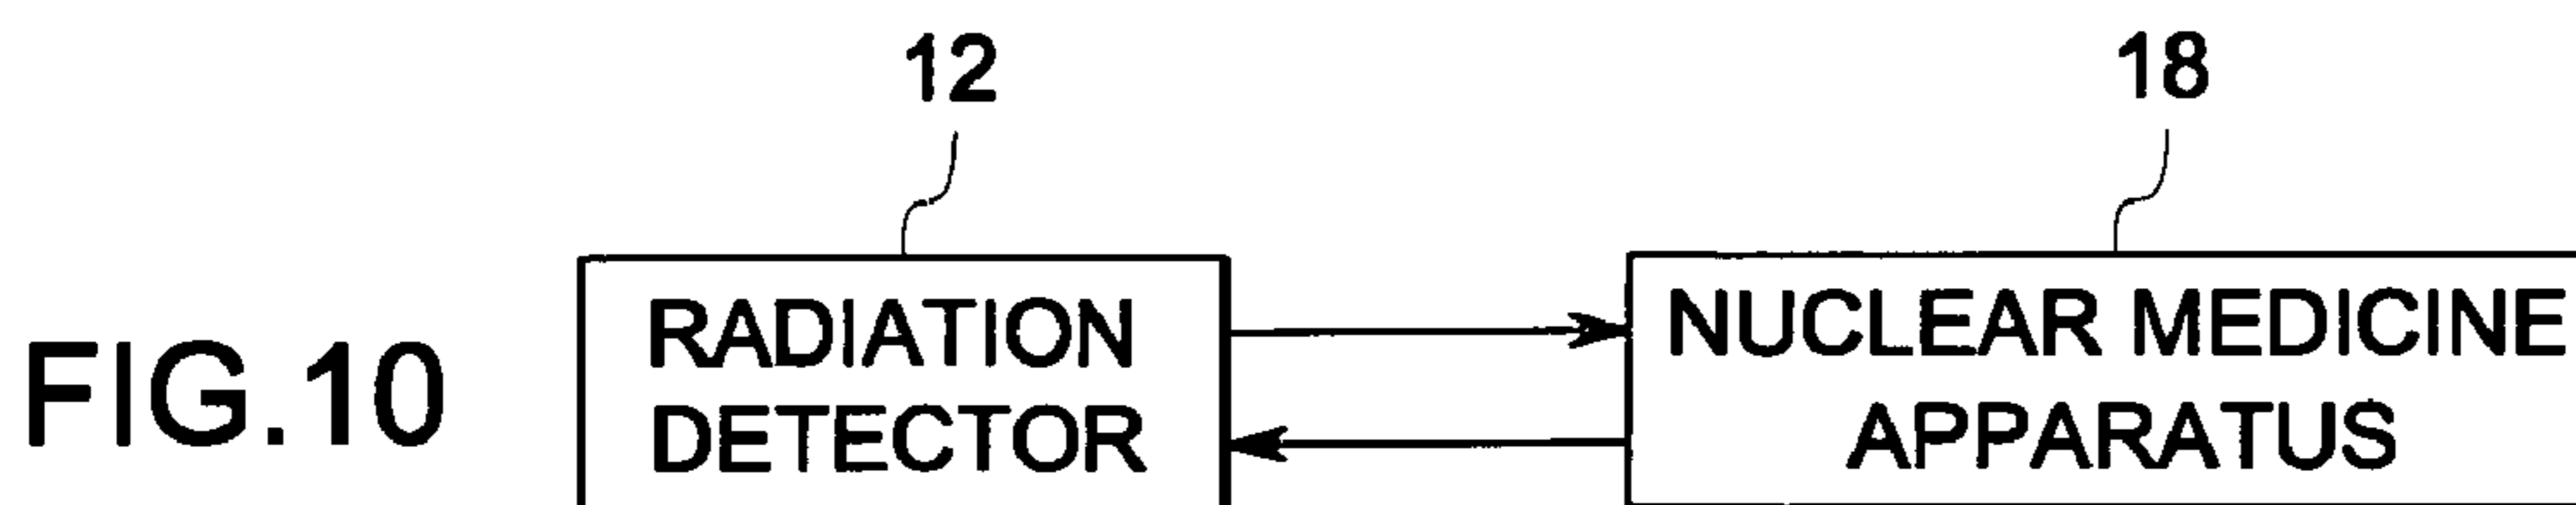 12
18
FIG.10
RADIATION
DETECTOR
NUCLEAR MEDICINE
APPARATUS